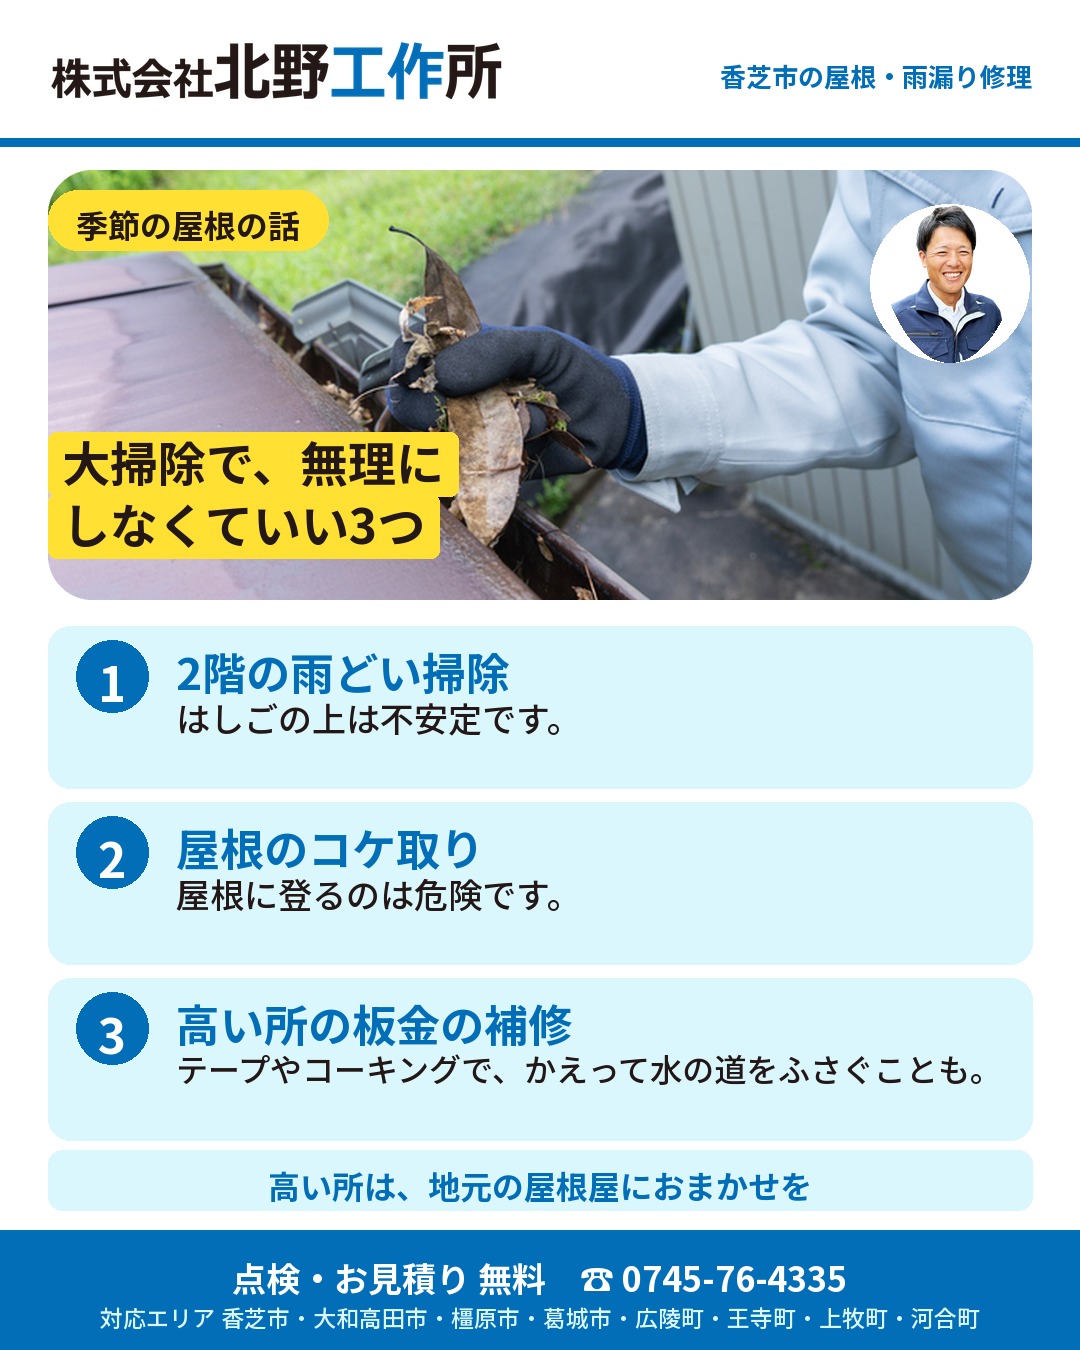 株式会社北野工作所
香芝市の屋根・雨漏り修理
季節の屋根の話
大掃除で、無理に
しなくていい3つ
1
2階の雨どい掃除
はしごの上は不安定です。
2
屋根のコケ取り
屋根に登るのは危険です。
3
高い所の板金の補修
テープやコーキングで、かえって水の道をふさぐことも。
高い所は、地元の屋根屋におまかせを
点検・お見積り 無料　☎ 0745-76-4335
対応エリア 香芝市・大和高田市・橿原市・葛城市・広陵町・王寺町・上牧町・河合町